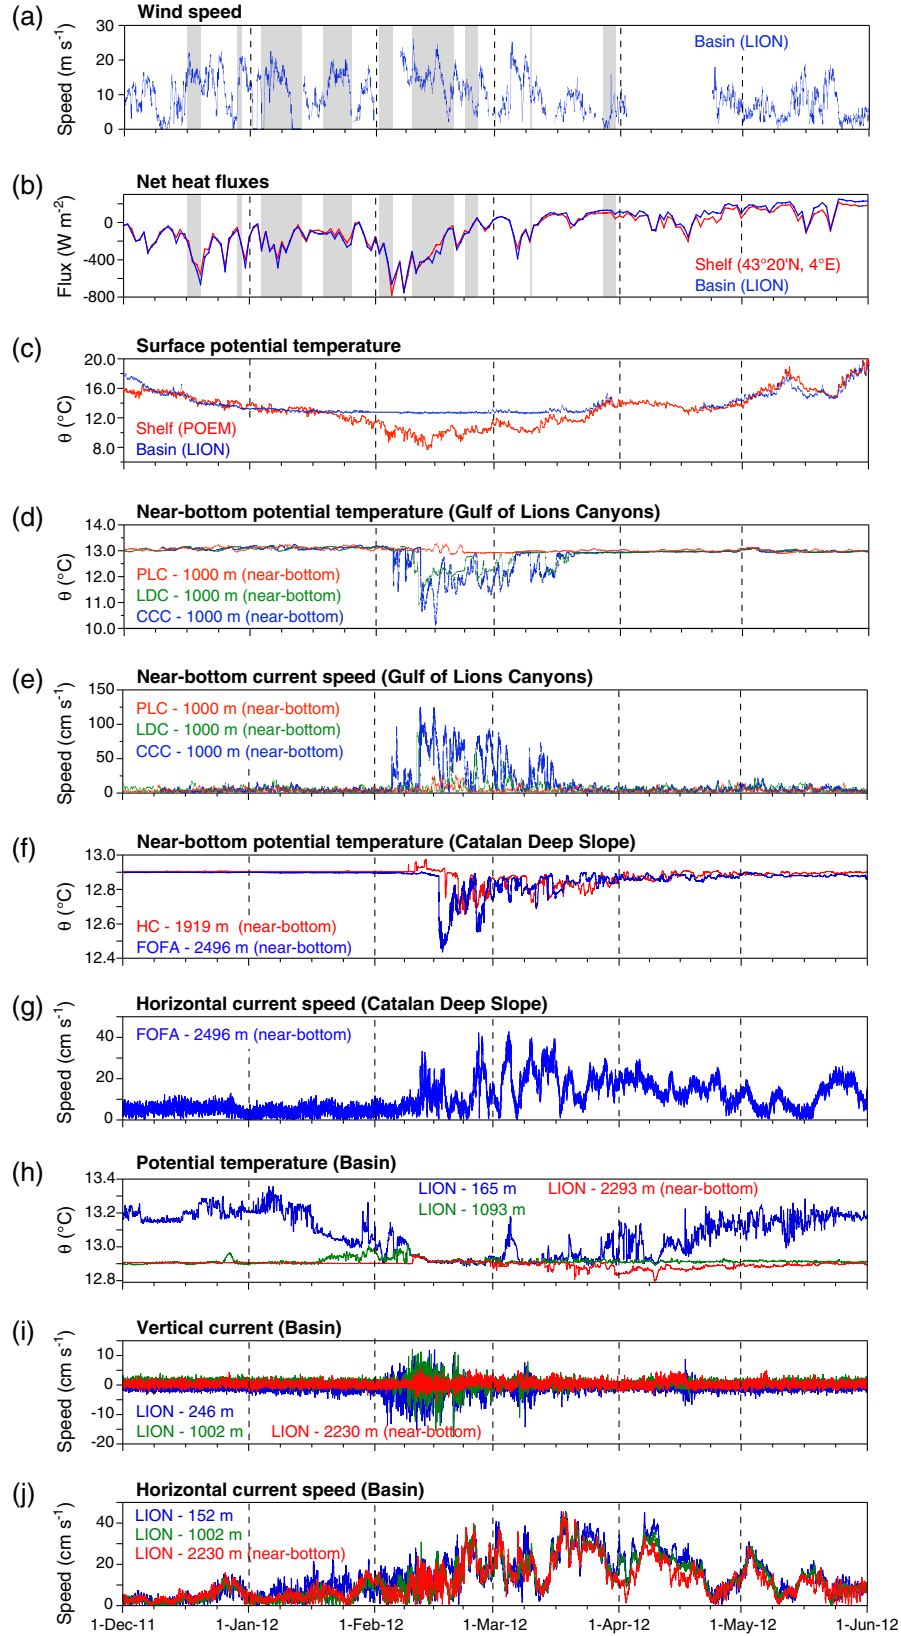 (a)
Wind speed
Speed (m s-1)
30
20
10
0
Basin (LION)
(b)
Net heat fluxes
Flux (W m-2)
0
-400
-800
Shelf (43°20'N, 4°E)
Basin (LION)
(c)
Surface potential temperature
θ (°C)
20.0
16.0
12.0
8.0
Shelf (POEM)
Basin (LION)
(d)
Near-bottom potential temperature (Gulf of Lions Canyons)
θ (°C)
14.0
13.0
12.0
11.0
10.0
PLC - 1000 m (near-bottom)
LDC - 1000 m (near-bottom)
CCC - 1000 m (near-bottom)
(e)
Near-bottom current speed (Gulf of Lions Canyons)
Speed (cm s-1)
150
100
50
0
PLC - 1000 m (near-bottom)
LDC - 1000 m (near-bottom)
CCC - 1000 m (near-bottom)
(f)
Near-bottom potential temperature (Catalan Deep Slope)
θ (°C)
13.0
12.8
12.6
12.4
HC - 1919 m (near-bottom)
FOFA - 2496 m (near-bottom)
(g)
Horizontal current speed (Catalan Deep Slope)
Speed (cm s-1)
40
20
0
FOFA - 2496 m (near-bottom)
(h)
Potential temperature (Basin)
θ (°C)
13.4
13.2
13.0
12.8
LION - 165 m LION - 2293 m (near-bottom)
LION - 1093 m
(i)
Vertical current (Basin)
Speed (cm s-1)
10
0
-10
-20
LION - 246 m
LION - 1002 m LION - 2230 m (near-bottom)
(j)
Horizontal current speed (Basin)
Speed (cm s-1)
40
20
0
LION - 152 m
LION - 1002 m
LION - 2230 m (near-bottom)
1-Dec-11 1-Jan-12 1-Feb-12 1-Mar-12 1-Apr-12 1-May-12 1-Jun-12